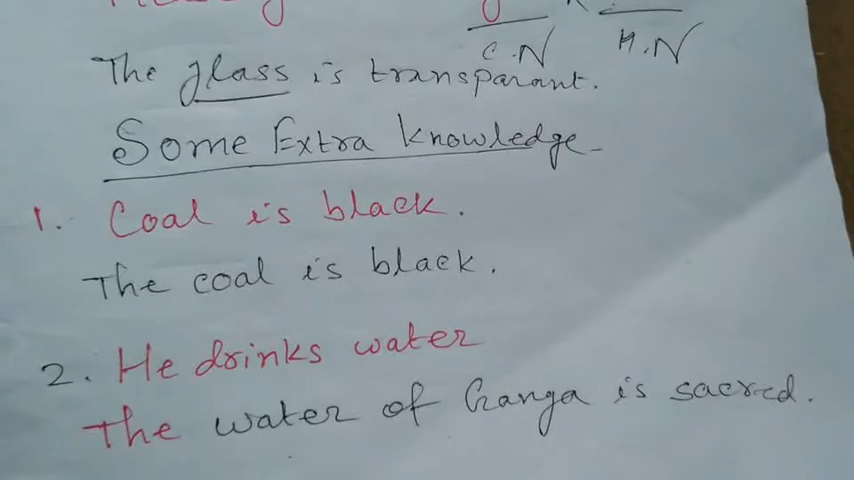 C.N H.N
The glass is transparant.
Some Extra knowledge-
1. Coal is black.
The coal is black.
2. He drinks water
The water of Ganga is sacred.